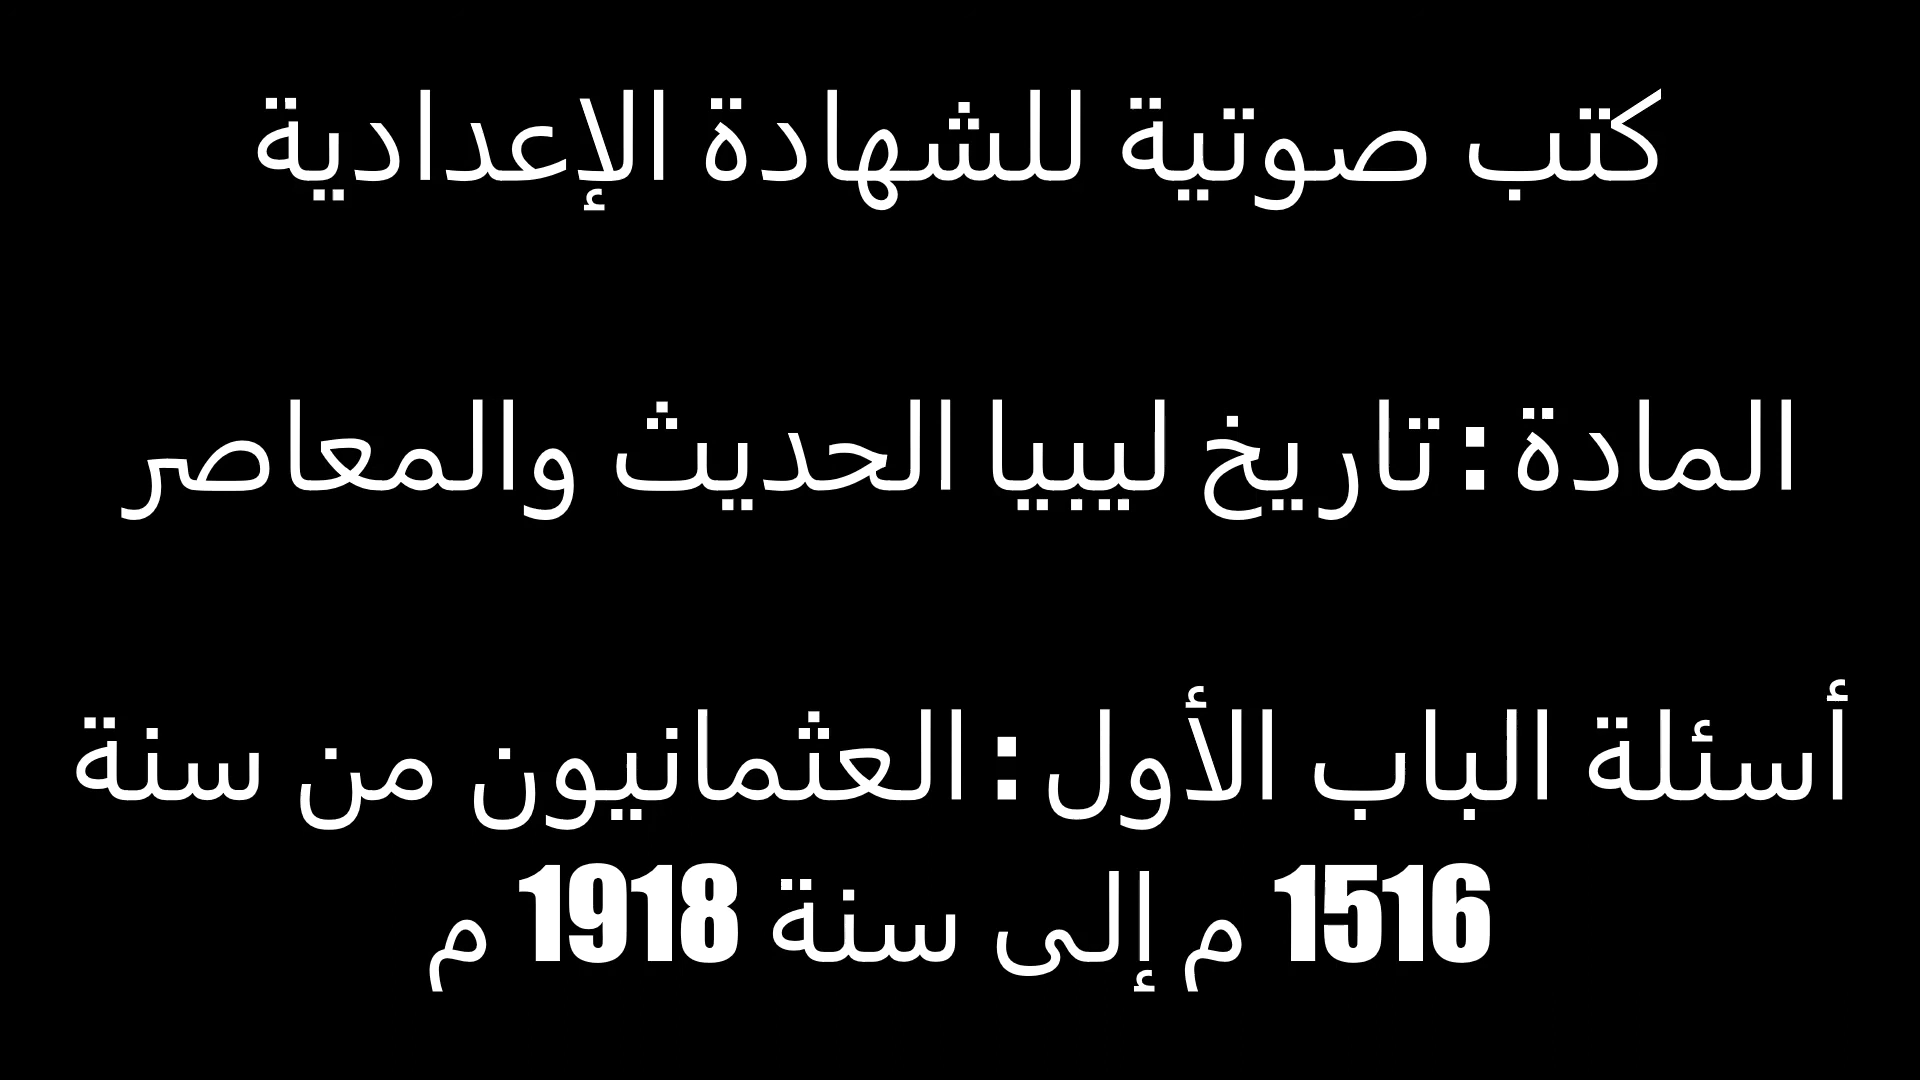 كتب صوتية للشهادة الإعدادية
المادة : تاريخ ليبيا الحديث والمعاصر
أسئلة الباب الأول : العثمانيون من سنة
1516 م إلى سنة 1918 م